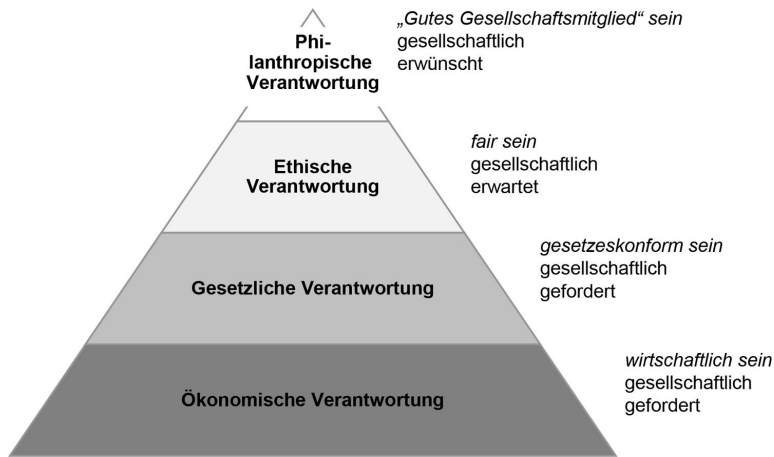 „Gutes Gesellschaftsmitglied“ sein
gesellschaftlich
erwünscht
Phi-
lanthropische
Verantwortung
fair sein
gesellschaftlich
erwartet
Ethische
Verantwortung
gesetzeskonform sein
gesellschaftlich
gefordert
Gesetzliche Verantwortung
wirtschaftlich sein
gesellschaftlich
gefordert
Ökonomische Verantwortung